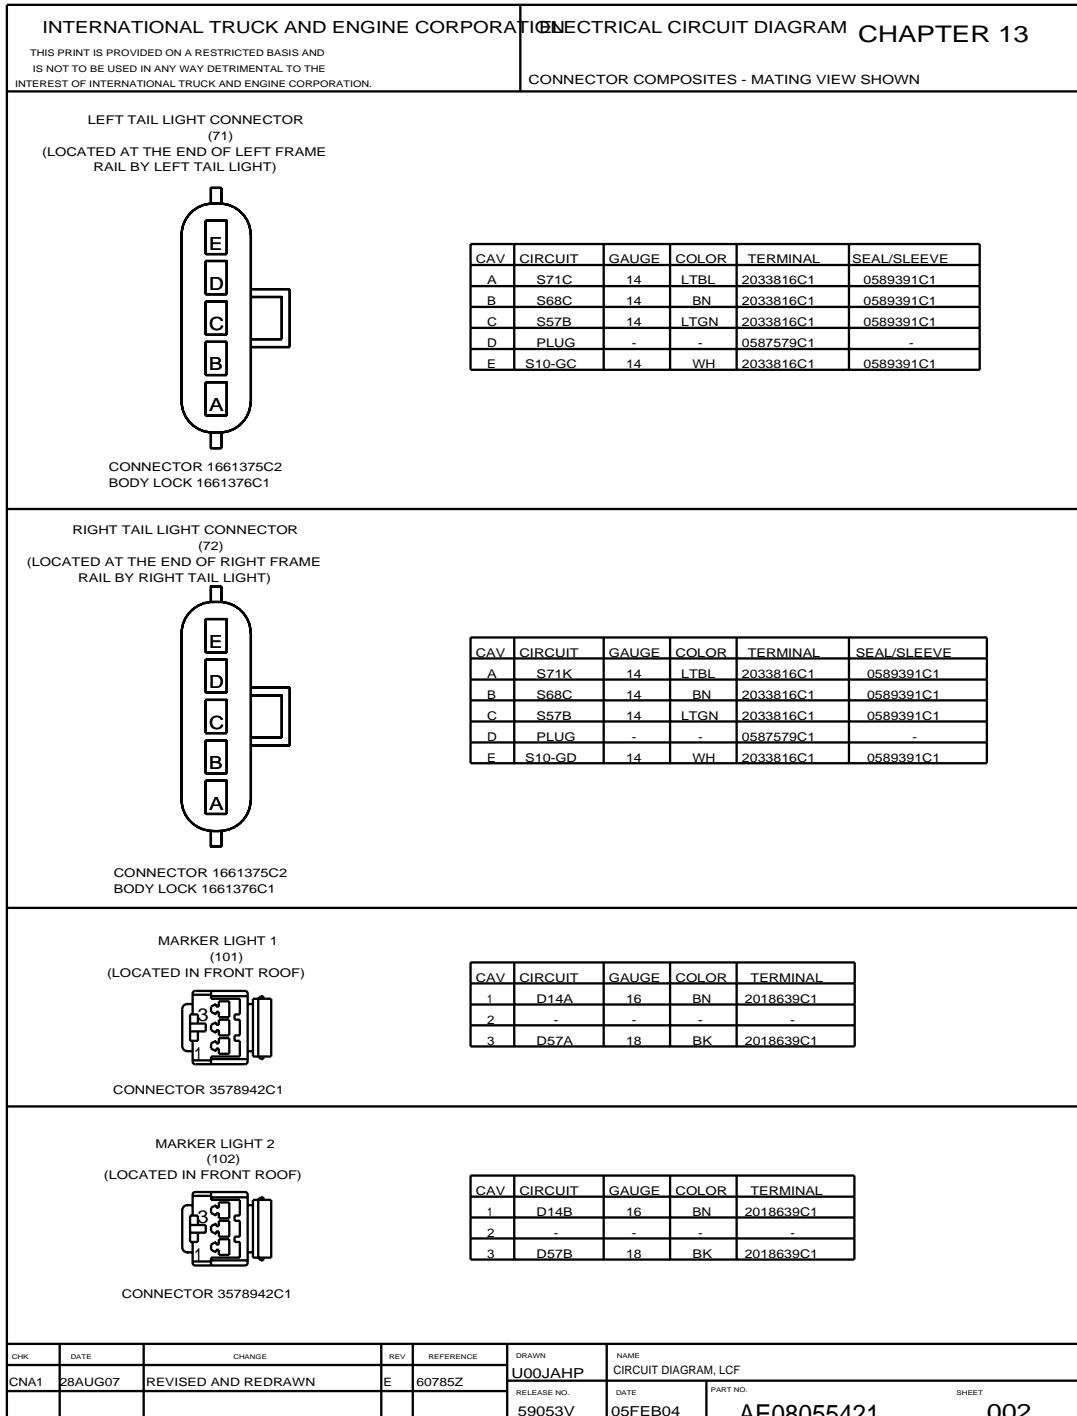 INTERNATIONAL TRUCK AND ENGINE CORPORATION
THIS PRINT IS PROVIDED ON A RESTRICTED BASIS AND
IS NOT TO BE USED IN ANY WAY DETRIMENTAL TO THE
INTEREST OF INTERNATIONAL TRUCK AND ENGINE CORPORATION.
ELECTRICAL CIRCUIT DIAGRAM CHAPTER 13
CONNECTOR COMPOSITES - MATING VIEW SHOWN
LEFT TAIL LIGHT CONNECTOR
(71)
(LOCATED AT THE END OF LEFT FRAME
RAIL BY LEFT TAIL LIGHT)
E
D
C
B
A
CONNECTOR 1661375C2
BODY LOCK 1661376C1
CAV CIRCUIT GAUGE COLOR TERMINAL SEAL/SLEEVE
A S71C 14 LTBL 2033816C1 0589391C1
B S68C 14 BN 2033816C1 0589391C1
C S57B 14 LTGN 2033816C1 0589391C1
D PLUG - - 0587579C1 -
E S10-GC 14 WH 2033816C1 0589391C1
RIGHT TAIL LIGHT CONNECTOR
(72)
(LOCATED AT THE END OF RIGHT FRAME
RAIL BY RIGHT TAIL LIGHT)
E
D
C
B
A
CONNECTOR 1661375C2
BODY LOCK 1661376C1
CAV CIRCUIT GAUGE COLOR TERMINAL SEAL/SLEEVE
A S71K 14 LTBL 2033816C1 0589391C1
B S68C 14 BN 2033816C1 0589391C1
C S57B 14 LTGN 2033816C1 0589391C1
D PLUG - - 0587579C1 -
E S10-GD 14 WH 2033816C1 0589391C1
MARKER LIGHT 1
(101)
(LOCATED IN FRONT ROOF)
3
1
CONNECTOR 3578942C1
CAV CIRCUIT GAUGE COLOR TERMINAL
1 D14A 16 BN 2018639C1
2 - - - -
3 D57A 18 BK 2018639C1
MARKER LIGHT 2
(102)
(LOCATED IN FRONT ROOF)
3
1
CONNECTOR 3578942C1
CAV CIRCUIT GAUGE COLOR TERMINAL
1 D14B 16 BN 2018639C1
2 - - - -
3 D57B 18 BK 2018639C1
CHK DATE CHANGE REV REFERENCE
CNA1 28AUG07 REVISED AND REDRAWN E 60785Z
DRAWN
U00JAHP
NAME
CIRCUIT DIAGRAM, LCF
RELEASE NO.
59053V
DATE
05FEB04
PART NO.
AE08055421
SHEET
002